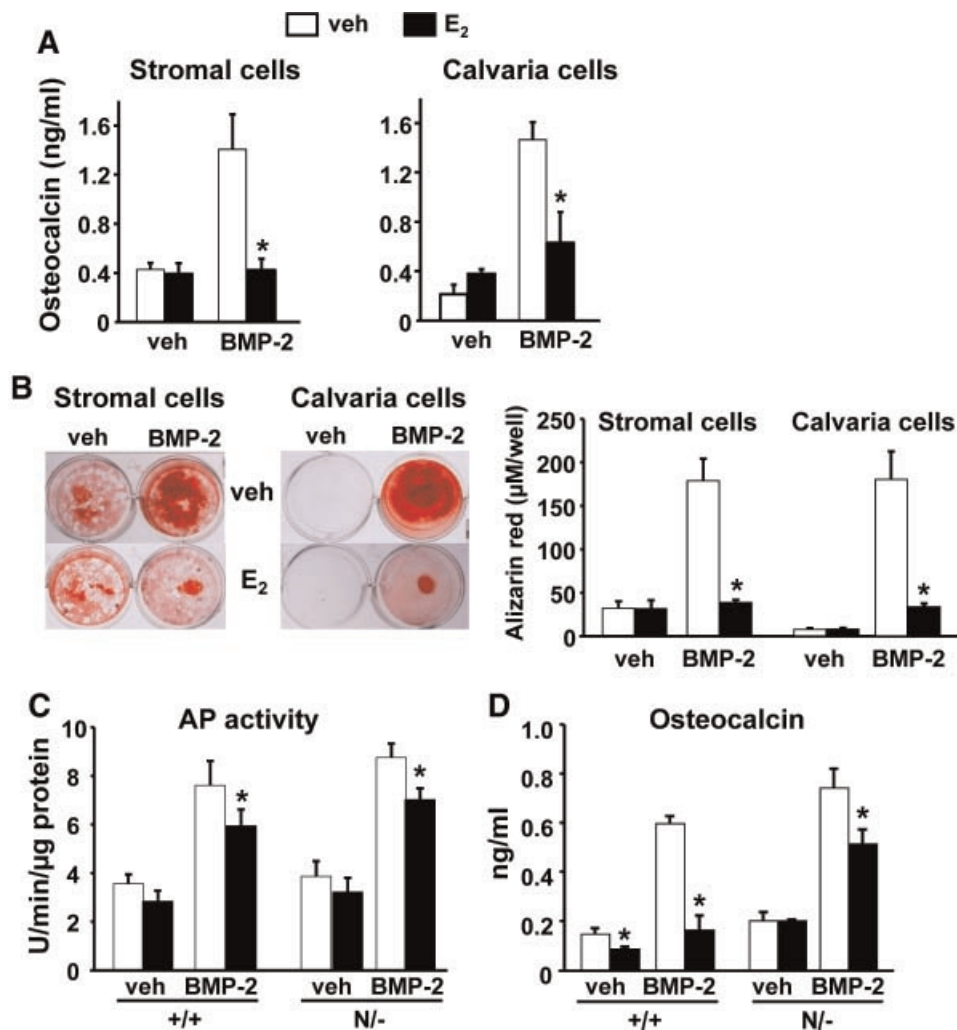 veh E₂
A
Stromal cells Calvaria cells
Osteocalcin (ng/ml)
1.6 1.6
1.2 1.2
0.8 * 0.8 *
0.4 0.4
0 0
veh BMP-2 veh BMP-2
B
Stromal cells Calvaria cells
veh BMP-2 veh BMP-2
veh
E₂
Alizarin red (µM/well)
Stromal cells Calvaria cells
200
150
100
50 * *
0
veh BMP-2 veh BMP-2
C
AP activity
U/min/µg protein
10
8 *
6 *
4
2
0
veh BMP-2 veh BMP-2
+/+ N/-
D
Osteocalcin
ng/ml
0.8
0.6 *
0.4
0.2 * *
0
veh BMP-2 veh BMP-2
+/+ N/-